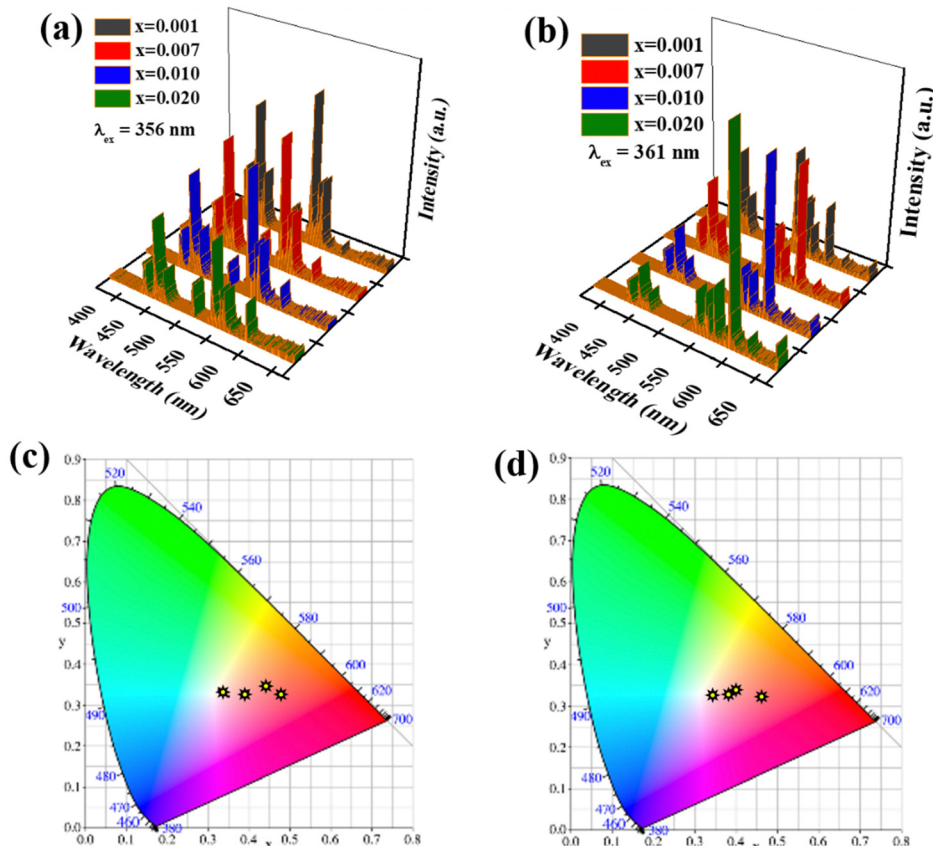 (a)
x=0.001
x=0.007
x=0.010
x=0.020
λex = 356 nm
Intensity (a.u.)
400
450
500
550
600
650
Wavelength (nm)
(b)
x=0.001
x=0.007
x=0.010
x=0.020
λex = 361 nm
Intensity (a.u.)
400
450
500
550
600
650
Wavelength (nm)
(c)
0.9
0.8
0.7
0.6
0.5
y
0.4
0.3
0.2
0.1
0.0
520
540
560
580
600
620
700
500
490
480
470
460
380
0.0 0.1 0.2 0.3 0.4 0.5 0.6 0.7 0.8
x
(d)
0.9
0.8
0.7
0.6
0.5
y
0.4
0.3
0.2
0.1
0.0
520
540
560
580
600
620
700
500
490
480
470
460
380
0.0 0.1 0.2 0.3 0.4 0.5 0.6 0.7 0.8
x